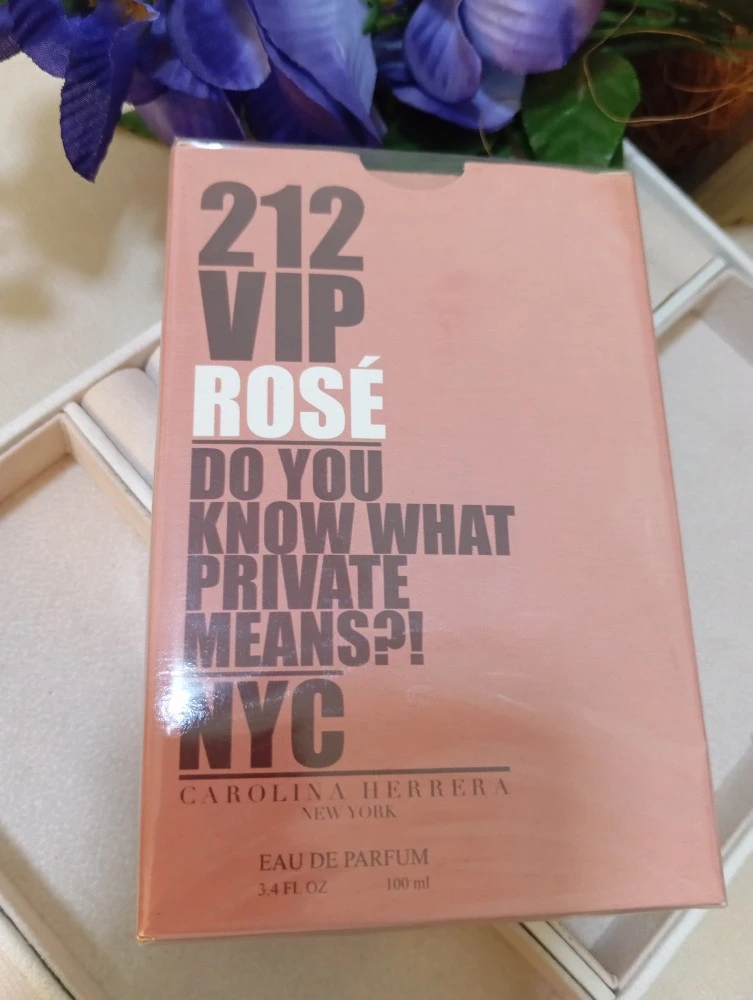 212
VIP
ROSÉ
DO YOU
KNOW WHAT
PRIVATE
MEANS?!
NYC
CAROLINA HERRERA
NEW YORK
EAU DE PARFUM
3.4 FL OZ 100 ml